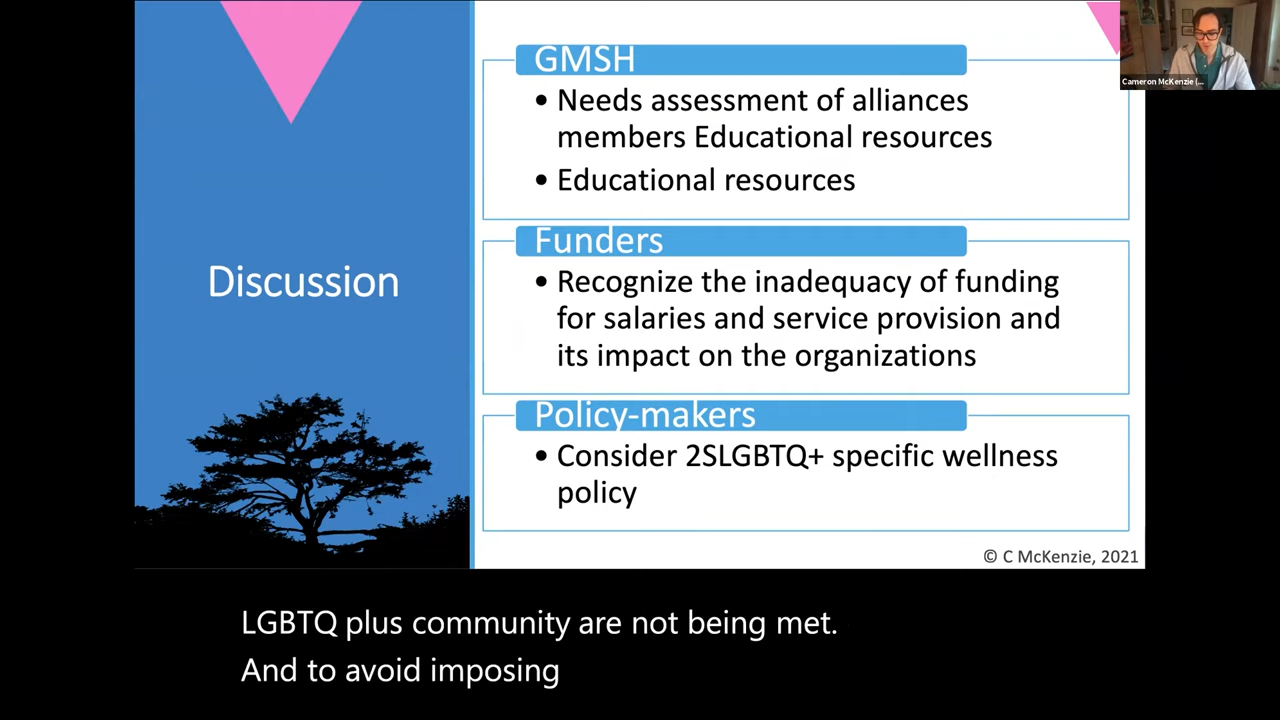 Discussion
GMSH
• Needs assessment of alliances
members Educational resources
• Educational resources
Funders
• Recognize the inadequacy of funding
for salaries and service provision and
its impact on the organizations
Policy-makers
• Consider 2SLGBTQ+ specific wellness
policy
© C McKenzie, 2021
Cameron McKenzie (...
LGBTQ plus community are not being met.
And to avoid imposing